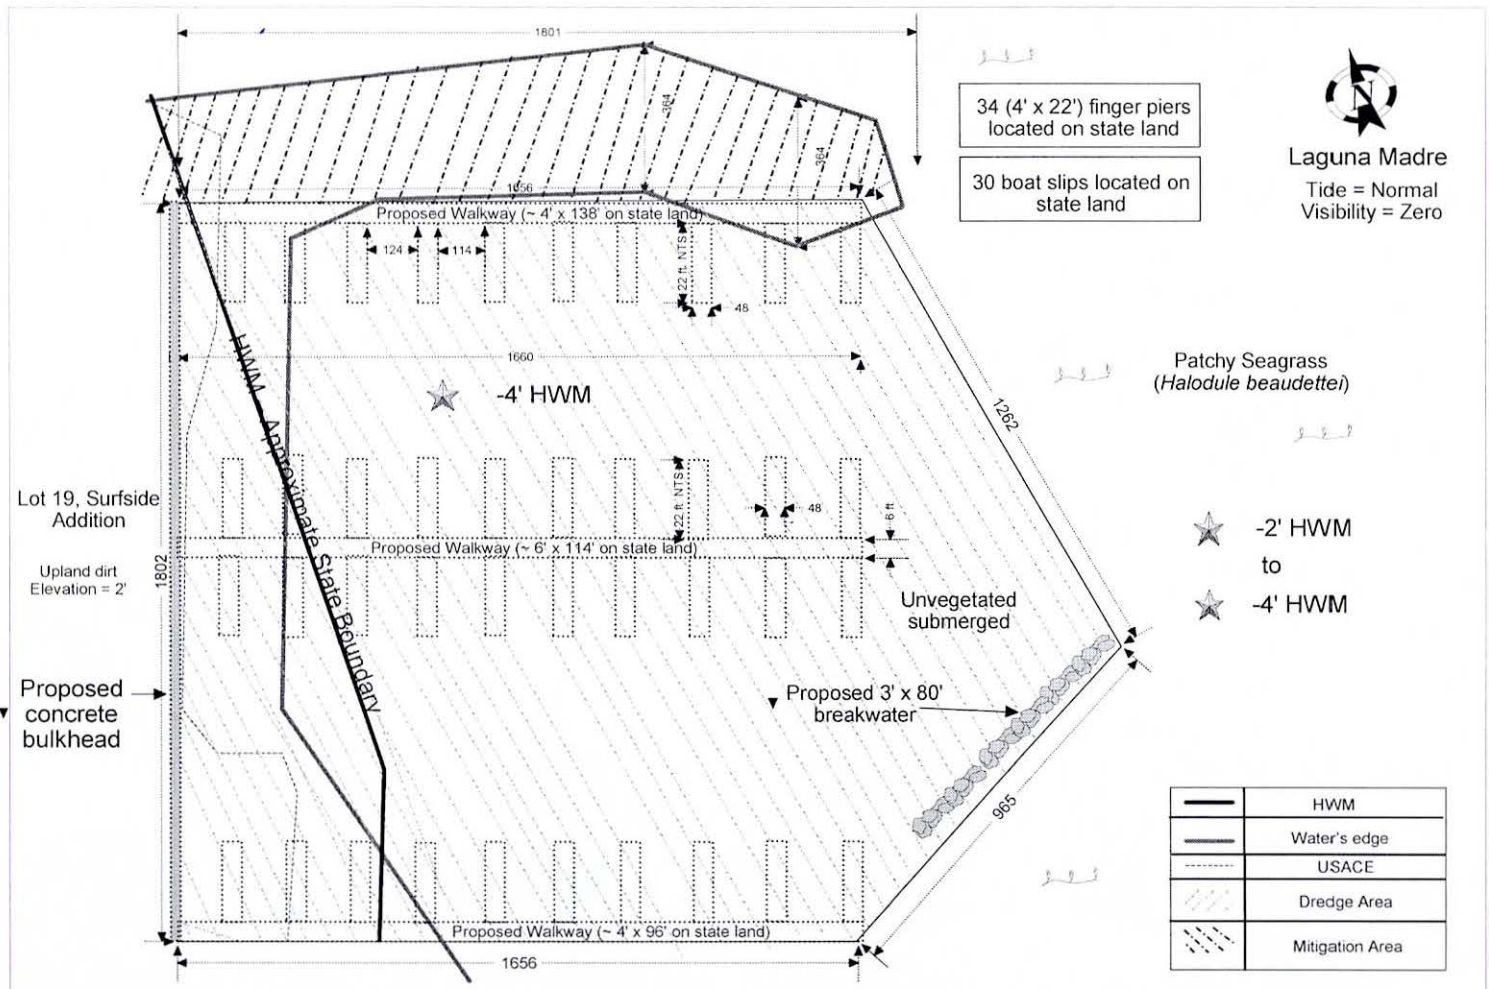 1801
34 (4' x 22') finger piers
located on state land
30 boat slips located on
state land
N
Laguna Madre
Tide = Normal
Visibility = Zero
364
364
1656
Proposed Walkway (~ 4' x 138' on state land)
124
114
22 ft. NTS
48
1660
HWM - Approximate State Boundary
-4' HWM
Patchy Seagrass
(Halodule beaudettei)
1262
Lot 19, Surfside
Addition
Upland dirt
Elevation = 2'
1802
22 ft. NTS
48
6 ft
Proposed Walkway (~ 6' x 114' on state land)
-2' HWM
to
-4' HWM
Unvegetated
submerged
Proposed
concrete
bulkhead
Proposed 3' x 80'
breakwater
965
Proposed Walkway (~ 4' x 96' on state land)
1656
HWM
Water's edge
USACE
Dredge Area
Mitigation Area